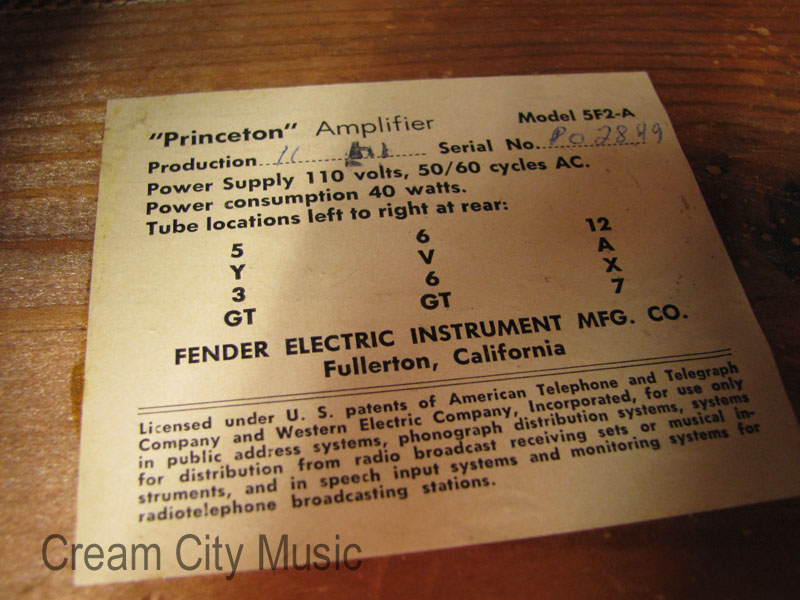 "Princeton" Amplifier Model 5F2-A
Production 11 Serial No. P02849
Power Supply 110 volts, 50/60 cycles AC.
Power consumption 40 watts.
Tube locations left to right at rear:
5 6 12
Y V A
3 6 X
GT GT 7
FENDER ELECTRIC INSTRUMENT MFG. CO.
Fullerton, California
Licensed under U. S. patents of American Telephone and Telegraph
Company and Western Electric Company, Incorporated, for use only
in public address systems, phonograph distribution systems, systems
for distribution from radio broadcast receiving sets or musical in-
struments, and in speech input systems and monitoring systems for
radiotelephone broadcasting stations.
Cream City Music